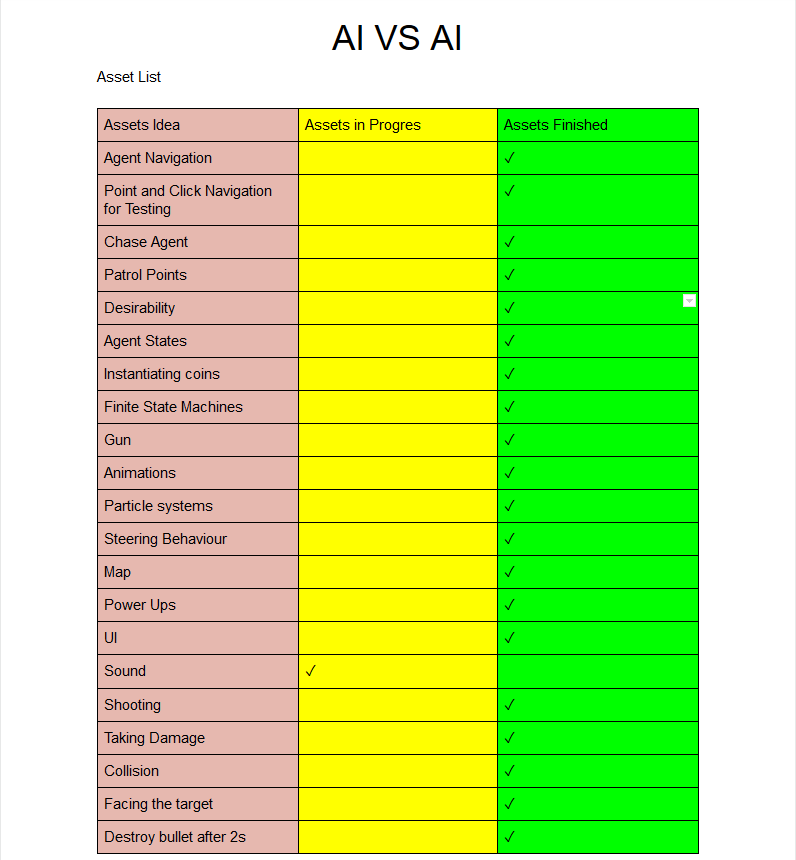 AI VS AI
Asset List
Assets Idea Assets in Progres Assets Finished
Agent Navigation ✓
Point and Click Navigation ✓
for Testing
Chase Agent ✓
Patrol Points ✓
Desirability ✓
Agent States ✓
Instantiating coins ✓
Finite State Machines ✓
Gun ✓
Animations ✓
Particle systems ✓
Steering Behaviour ✓
Map ✓
Power Ups ✓
UI ✓
Sound ✓
Shooting ✓
Taking Damage ✓
Collision ✓
Facing the target ✓
Destroy bullet after 2s ✓